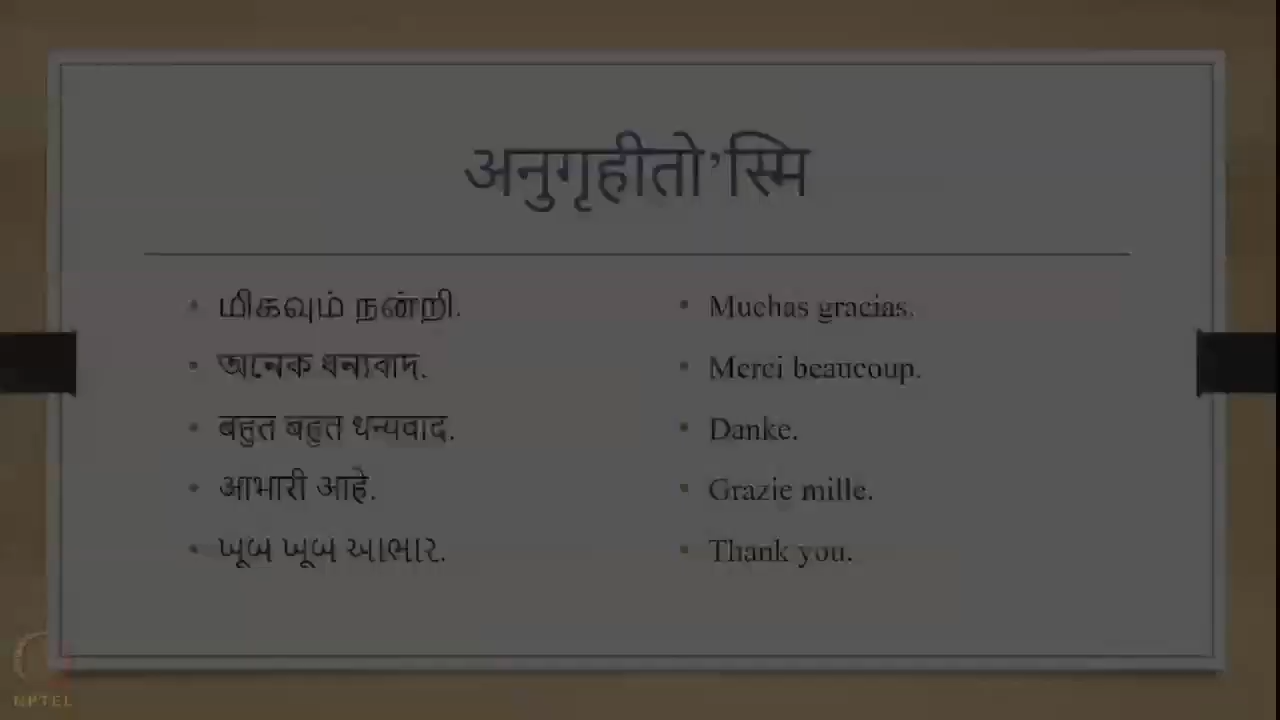 अनुगृहीतो’स्मि
மிகவும் நன்றி.
অনেক ধন্যবাদ.
बहुत बहुत धन्यवाद.
आभारी आहे.
ખૂબ ખૂબ આભાર.
Muchas gracias.
Merci beaucoup.
Danke.
Grazie mille.
Thank you.
NPTEL